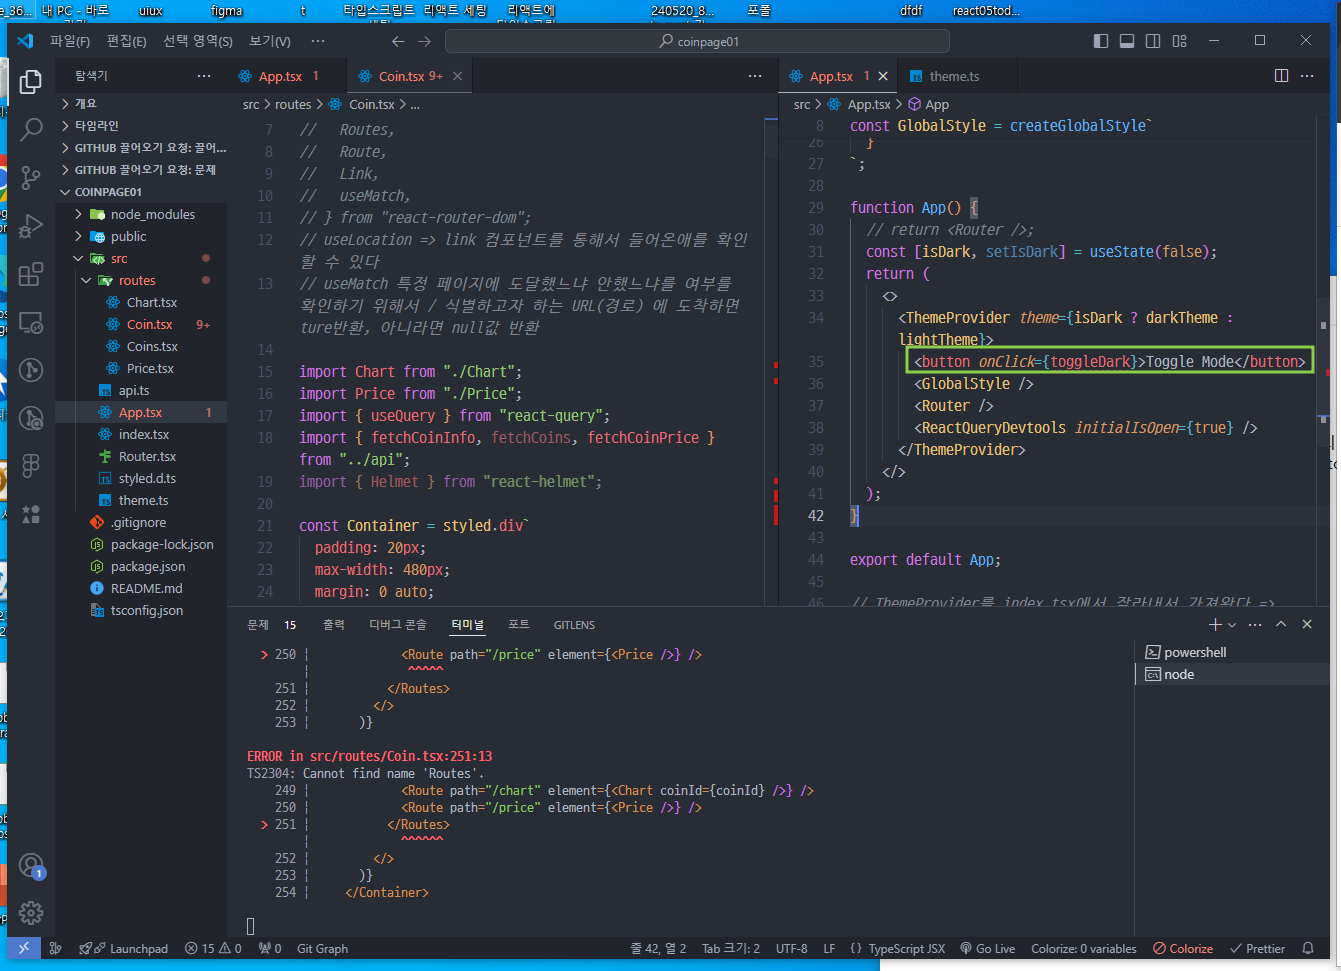 내 PC - 바로
uiux
figma
t
타입스크립트
리액트 세팅
리액트에
240520_8...
포폴
dfdf
react05tod...
파일(F)
편집(E)
선택 영역(S)
보기(V)
···
coinpage01
탐색기
App.tsx 1
Coin.tsx 9+
App.tsx 1
theme.ts
src > routes > Coin.tsx > ...
src > App.tsx > App
개요
타임라인
GITHUB 끌어오기 요청: 끌어...
GITHUB 끌어오기 요청: 문제
COINPAGE01
node_modules
public
src
routes
Chart.tsx
Coin.tsx 9+
Coins.tsx
Price.tsx
api.ts
App.tsx 1
index.tsx
Router.tsx
styled.d.ts
theme.ts
.gitignore
package-lock.json
package.json
README.md
tsconfig.json
7 //   Routes,
8 //   Route,
9 //   Link,
10 //   useMatch,
11 // } from "react-router-dom";
12 // useLocation => link 컴포넌트를 통해서 들어온애를 확인
할 수 있다
13 // useMatch 특정 페이지에 도달했느냐 안했느냐를 여부를
확인하기 위해서 / 식별하고자 하는 URL(경로) 에 도착하면
ture반환, 아니라면 null값 반환
14
15 import Chart from "./Chart";
16 import Price from "./Price";
17 import { useQuery } from "react-query";
18 import { fetchCoinInfo, fetchCoins, fetchCoinPrice }
from "../api";
19 import { Helmet } from "react-helmet";
20
21 const Container = styled.div`
22   padding: 20px;
23   max-width: 480px;
24   margin: 0 auto;
8 const GlobalStyle = createGlobalStyle`
26   }
27 `;
28
29 function App() {
30   // return <Router />;
31   const [isDark, setIsDark] = useState(false);
32   return (
33     <>
34       <ThemeProvider theme={isDark ? darkTheme :
lightTheme}>
35         <button onClick={toggleDark}>Toggle Mode</button>
36         <GlobalStyle />
37         <Router />
38         <ReactQueryDevtools initialIsOpen={true} />
39       </ThemeProvider>
40     </>
41   );
42 }
43
44 export default App;
45
46 // ThemeProvider를 index.tsx에서 잘라내서 가져왔다 =>
문제 15
출력
디버그 콘솔
터미널
포트
GITLENS
powershell
node
> 250 |             <Route path="/price" element={<Price />} />
|              ^^^^^
251 |           </Routes>
252 |         </>
253 |       )}
ERROR in src/routes/Coin.tsx:251:13
TS2304: Cannot find name 'Routes'.
249 |             <Route path="/chart" element={<Chart coinId={coinId} />} />
250 |             <Route path="/price" element={<Price />} />
> 251 |           </Routes>
|             ^^^^^^
252 |         </>
253 |       )}
254 |     </Container>
1
Launchpad
15
0
0
Git Graph
줄 42, 열 2
Tab 크기: 2
UTF-8
LF
{ } TypeScript JSX
Go Live
Colorize: 0 variables
Colorize
Prettier